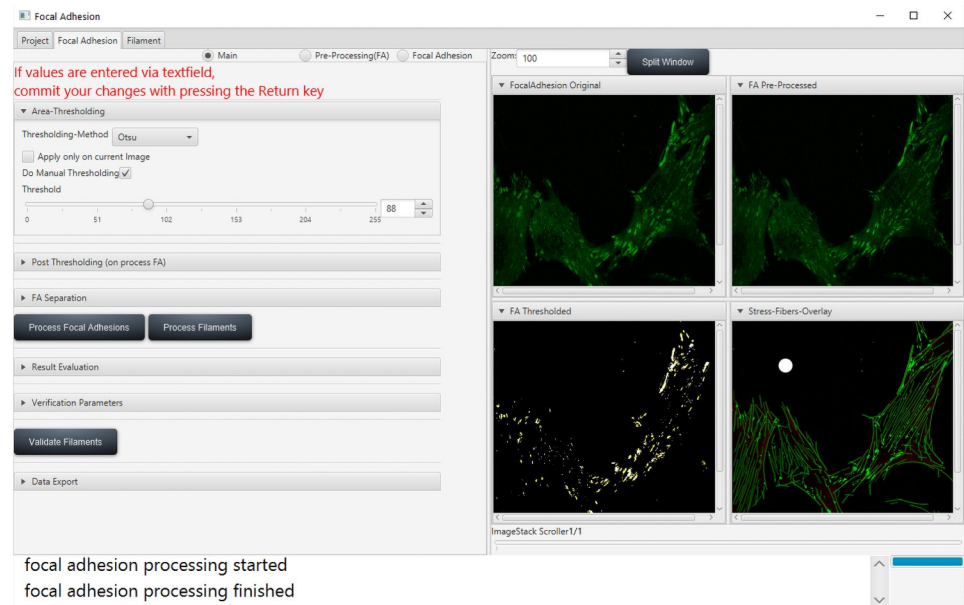 Focal Adhesion
Project Focal Adhesion Filament
Main Pre-Processing(FA) Focal Adhesion
If values are entered via textfield,
commit your changes with pressing the Return key
Area-Thresholding
Thresholding-Method Otsu
Apply only on current Image
Do Manual Thresholding
Threshold
88
0 51 102 153 204 255
Post Thresholding (on process FA)
FA Separation
Process Focal Adhesions Process Filaments
Result Evaluation
Verification Parameters
Validate Filaments
Data Export
Zoom: 100 Split Window
FocalAdhesion Original FA Pre-Processed
FA Thresholded Stress-Fibers-Overlay
ImageStack Scroller1/1
focal adhesion processing started
focal adhesion processing finished